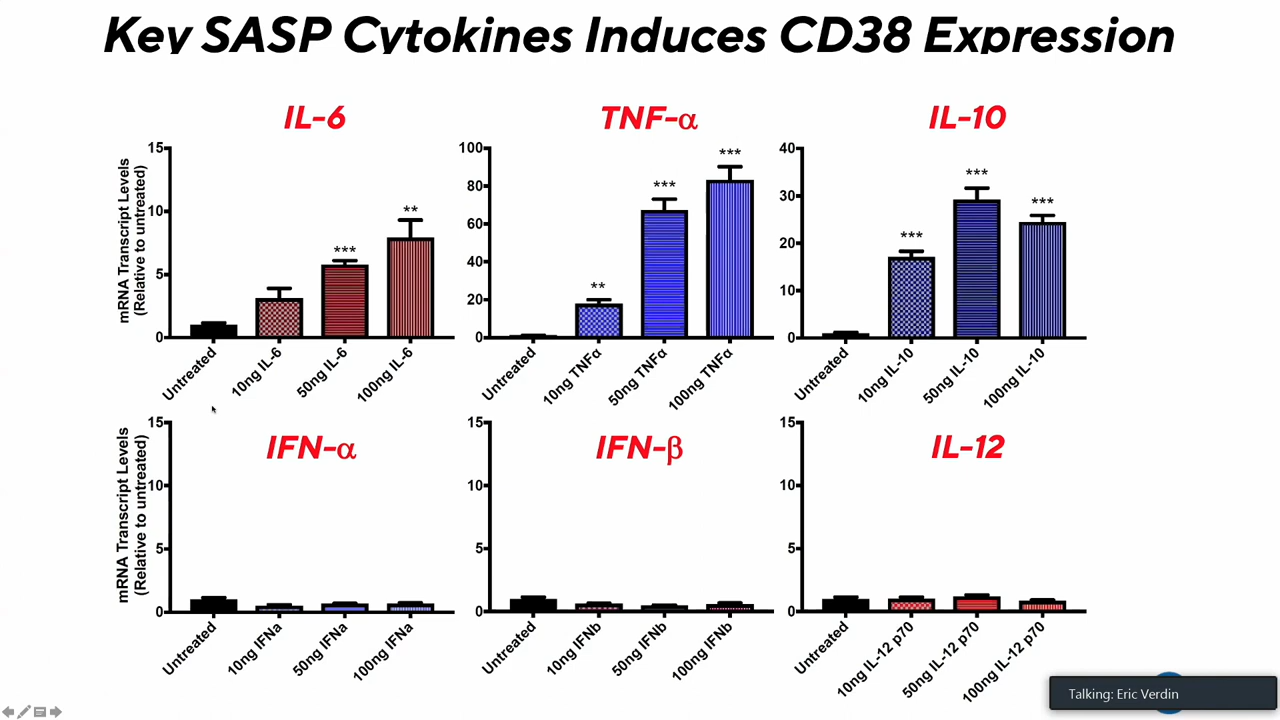 Key SASP Cytokines Induces CD38 Expression
IL-6
mRNA Transcript Levels
(Relative to untreated)
15
10
5
0
**
***
Untreated
10ng IL-6
50ng IL-6
100ng IL-6
TNF-α
100
80
60
40
20
0
***
***
**
Untreated
10ng TNFα
50ng TNFα
100ng TNFα
IL-10
40
30
20
10
0
***
***
***
Untreated
10ng IL-10
50ng IL-10
100ng IL-10
IFN-α
mRNA Transcript Levels
(Relative to untreated)
15
10
5
0
Untreated
10ng IFNa
50ng IFNa
100ng IFNa
IFN-β
15
10
5
0
Untreated
10ng IFNb
50ng IFNb
100ng IFNb
IL-12
15
10
5
0
Untreated
10ng IL-12 p70
50ng IL-12 p70
100ng IL-12 p70
Talking: Eric Verdin